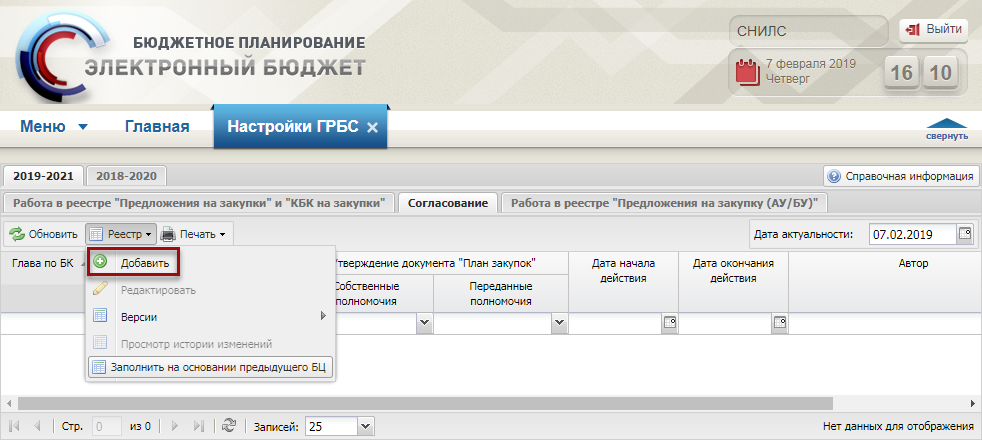 БЮДЖЕТНОЕ ПЛАНИРОВАНИЕ
ЭЛЕКТРОННЫЙ БЮДЖЕТ
СНИЛС
Выйти
7 февраля 2019
Четверг
16 10
Меню
Главная
Настройки ГРБС
свернуть
2019-2021
2018-2020
Справочная информация
Работа в реестре "Предложения на закупки" и "КБК на закупки"
Согласование
Работа в реестре "Предложения на закупку (АУ/БУ)"
Обновить
Реестр
Печать
Дата актуальности:
07.02.2019
Глава по БК
Утверждение документа "План закупок"
Собственные
полномочия
Переданные
полномочия
Дата начала
действия
Дата окончания
действия
Автор
Добавить
Редактировать
Версии
Просмотр истории изменений
Заполнить на основании предыдущего БЦ
Стр.
0
из 0
Записей:
25
Нет данных для отображения